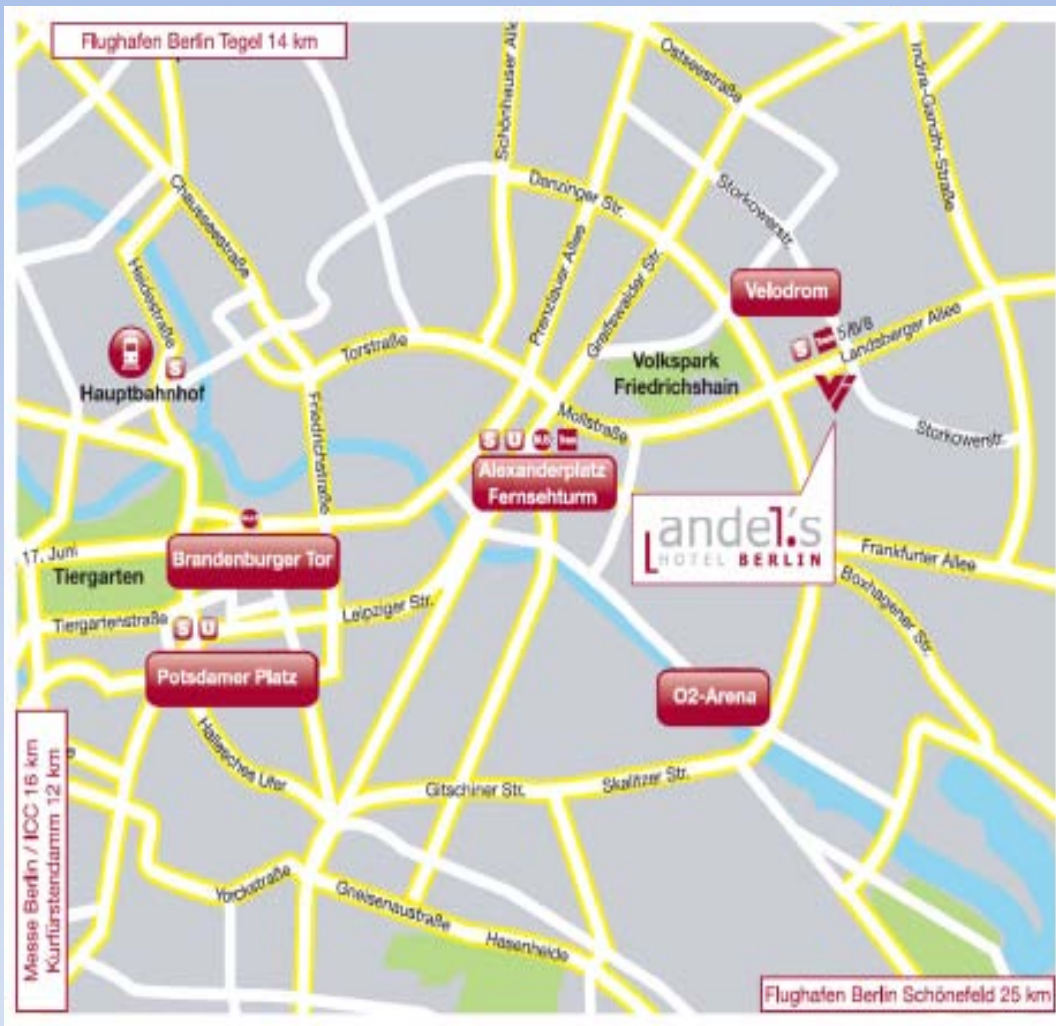 Flughafen Berlin Tegel 14 km
Schönhauser Alle
Ostseestraße
Indira-Gandhi-Straße
Danzinger Str.
Storkowerstr.
Chausseestraße
Heidestraße
Prenzlauer Allee
Greifswalder Str.
Velodrom
S
5/6/8
Landsberger Allee
Torstraße
Volkspark
Friedrichshain
S
Hauptbahnhof
Friedrichstraße
Mollstraße
Storkowerstr.
S U
Alexanderplatz
Fernsehturm
andel's
HOTEL BERLIN
17. Juni
Brandenburger Tor
Tiergarten
Frankfurter Allee
Boxhagener Str.
Tiergartenstraße
S U
Leipziger Str.
Potsdamer Platz
O2-Arena
Hallesches Ufer
Gitschiner Str.
Skalitzer Str.
Messe Berlin / ICC 16 km
Kurfürstendamm 12 km
Yorckstraße
Gneisenaustraße
Hasenheide
Flughafen Berlin Schönefeld 25 km